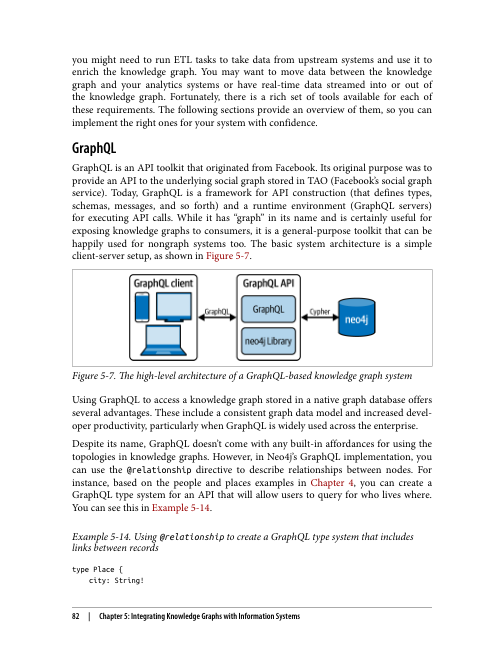 you might need to run ETL tasks to take data from upstream systems and use it to
enrich the knowledge graph. You may want to move data between the knowledge
graph and your analytics systems or have real-time data streamed into or out of
the knowledge graph. Fortunately, there is a rich set of tools available for each of
these requirements. The following sections provide an overview of them, so you can
implement the right ones for your system with confidence.
GraphQL
GraphQL is an API toolkit that originated from Facebook. Its original purpose was to
provide an API to the underlying social graph stored in TAO (Facebook’s social graph
service). Today, GraphQL is a framework for API construction (that defines types,
schemas, messages, and so forth) and a runtime environment (GraphQL servers)
for executing API calls. While it has “graph” in its name and is certainly useful for
exposing knowledge graphs to consumers, it is a general-purpose toolkit that can be
happily used for nongraph systems too. The basic system architecture is a simple
client-server setup, as shown in Figure 5-7.
GraphQL client
GraphQL
GraphQL API
GraphQL
neo4j Library
Cypher
neo4j
Figure 5-7. The high-level architecture of a GraphQL-based knowledge graph system
Using GraphQL to access a knowledge graph stored in a native graph database offers
several advantages. These include a consistent graph data model and increased devel-
oper productivity, particularly when GraphQL is widely used across the enterprise.
Despite its name, GraphQL doesn’t come with any built-in affordances for using the
topologies in knowledge graphs. However, in Neo4j’s GraphQL implementation, you
can use the @relationship directive to describe relationships between nodes. For
instance, based on the people and places examples in Chapter 4, you can create a
GraphQL type system for an API that will allow users to query for who lives where.
You can see this in Example 5-14.
Example 5-14. Using @relationship to create a GraphQL type system that includes
links between records
type Place {
    city: String!
82 | Chapter 5: Integrating Knowledge Graphs with Information Systems